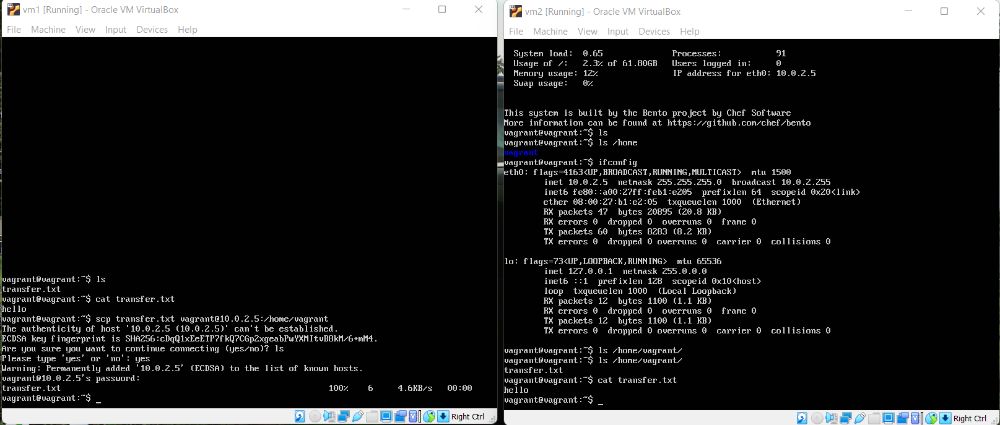 vm1 [Running] - Oracle VM VirtualBox
File Machine View Input Devices Help
vagrant@vagrant:~$ ls
transfer.txt
vagrant@vagrant:~$ cat transfer.txt
hello
vagrant@vagrant:~$ scp transfer.txt vagrant@10.0.2.5:/home/vagrant
The authenticity of host '10.0.2.5 (10.0.2.5)' can't be established.
ECDSA key fingerprint is SHA256:cDqQ1xEeETP7fkQ7CGp2xgeabPwYXMItvB8kM/6+mM4.
Are you sure you want to continue connecting (yes/no)? ls
Please type 'yes' or 'no': yes
Warning: Permanently added '10.0.2.5' (ECDSA) to the list of known hosts.
vagrant@10.0.2.5's password:
transfer.txt 100% 6 4.6KB/s 00:00
vagrant@vagrant:~$ _
Right Ctrl
vm2 [Running] - Oracle VM VirtualBox
File Machine View Input Devices Help
System load: 0.65 Processes: 91
Usage of /: 2.3% of 61.80GB Users logged in: 0
Memory usage: 12% IP address for eth0: 10.0.2.5
Swap usage: 0%
This system is built by the Bento project by Chef Software
More information can be found at https://github.com/chef/bento
vagrant@vagrant:~$ ls
vagrant@vagrant:~$ ls /home
vagrant
vagrant@vagrant:~$ ifconfig
eth0: flags=4163<UP,BROADCAST,RUNNING,MULTICAST> mtu 1500
inet 10.0.2.5 netmask 255.255.255.0 broadcast 10.0.2.255
inet6 fe80::a00:27ff:feb1:e205 prefixlen 64 scopeid 0x20<link>
ether 08:00:27:b1:e2:05 txqueuelen 1000 (Ethernet)
RX packets 47 bytes 20895 (20.8 KB)
RX errors 0 dropped 0 overruns 0 frame 0
TX packets 60 bytes 8283 (8.2 KB)
TX errors 0 dropped 0 overruns 0 carrier 0 collisions 0
lo: flags=73<UP,LOOPBACK,RUNNING> mtu 65536
inet 127.0.0.1 netmask 255.0.0.0
inet6 ::1 prefixlen 128 scopeid 0x10<host>
loop txqueuelen 1000 (Local Loopback)
RX packets 12 bytes 1100 (1.1 KB)
RX errors 0 dropped 0 overruns 0 frame 0
TX packets 12 bytes 1100 (1.1 KB)
TX errors 0 dropped 0 overruns 0 carrier 0 collisions 0
vagrant@vagrant:~$ ls /home/vagrant/
vagrant@vagrant:~$ ls /home/vagrant/
transfer.txt
vagrant@vagrant:~$ cat transfer.txt
hello
vagrant@vagrant:~$ _
Right Ctrl